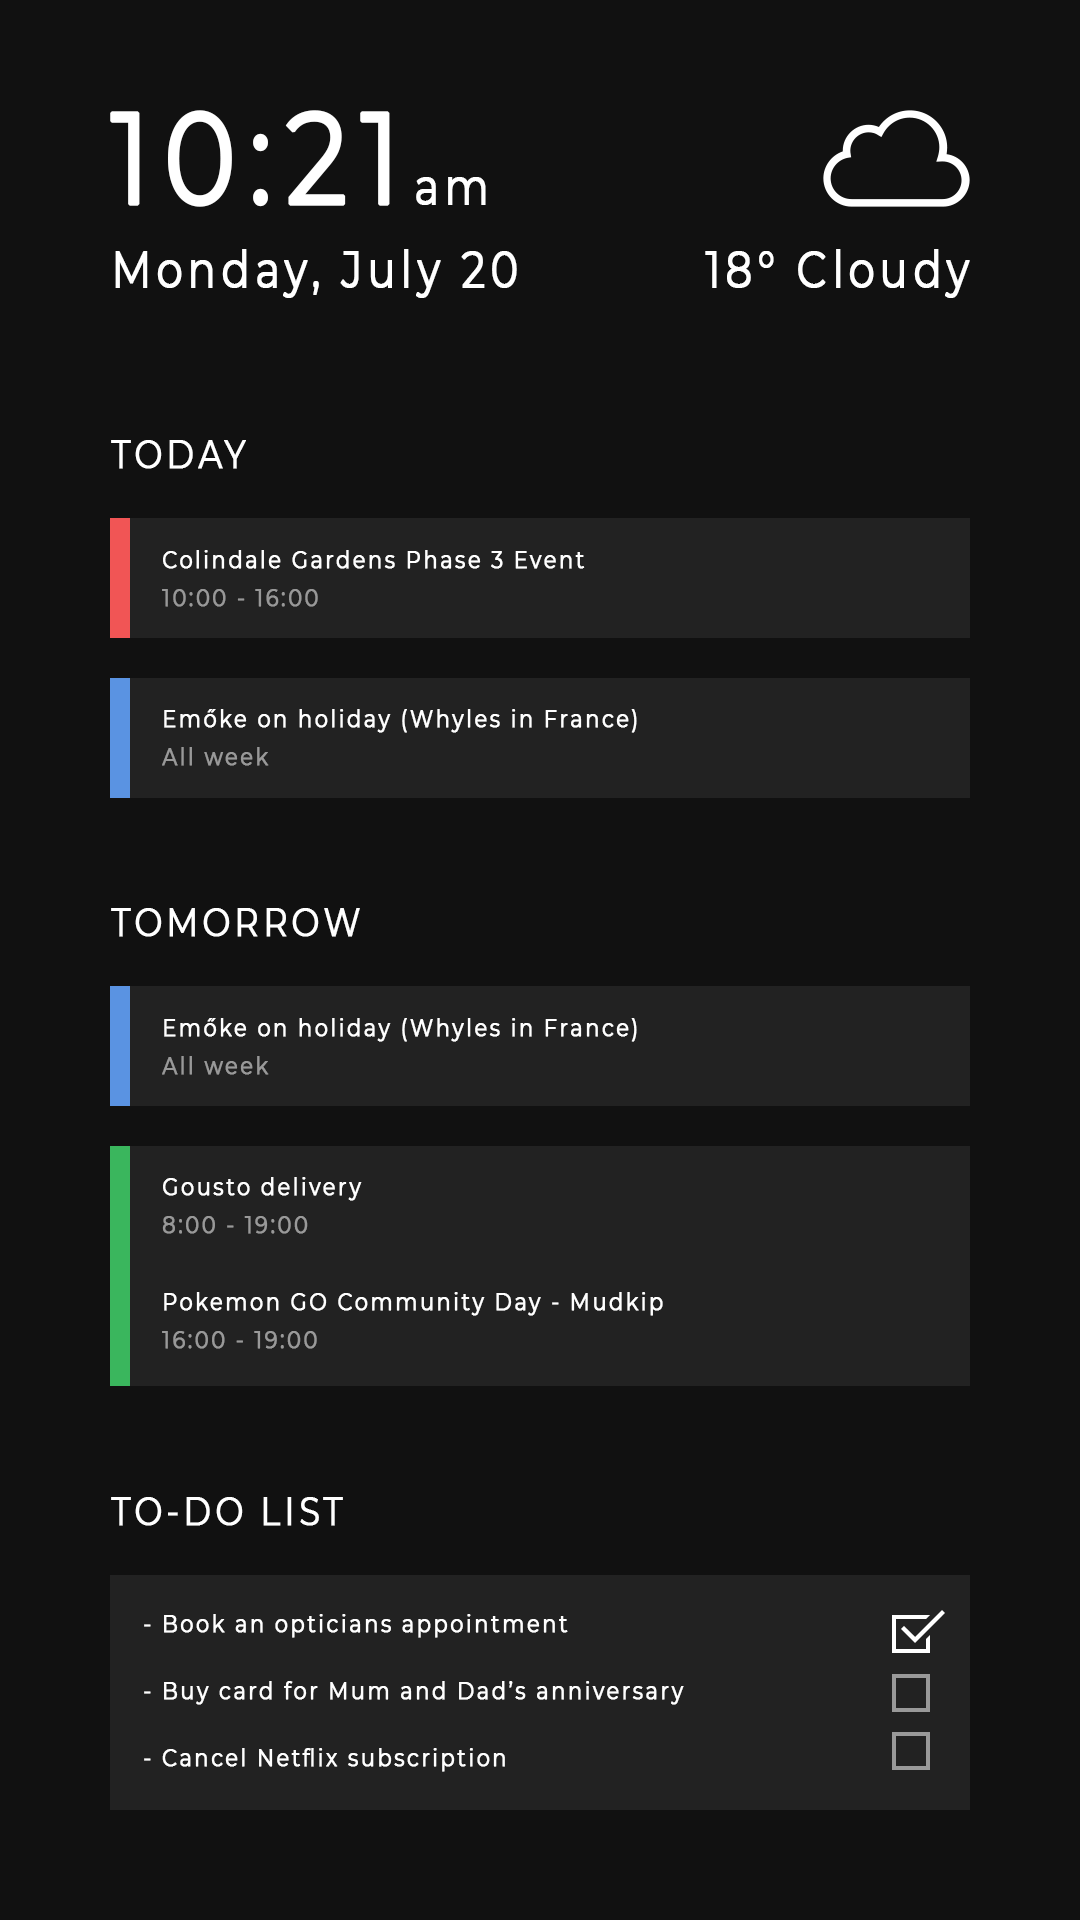 10:21 am
Monday, July 20
18° Cloudy
TODAY
Colindale Gardens Phase 3 Event
10:00 - 16:00
Emőke on holiday (Whyles in France)
All week
TOMORROW
Emőke on holiday (Whyles in France)
All week
Gousto delivery
8:00 - 19:00
Pokemon GO Community Day - Mudkip
16:00 - 19:00
TO-DO LIST
- Book an opticians appointment
- Buy card for Mum and Dad’s anniversary
- Cancel Netflix subscription